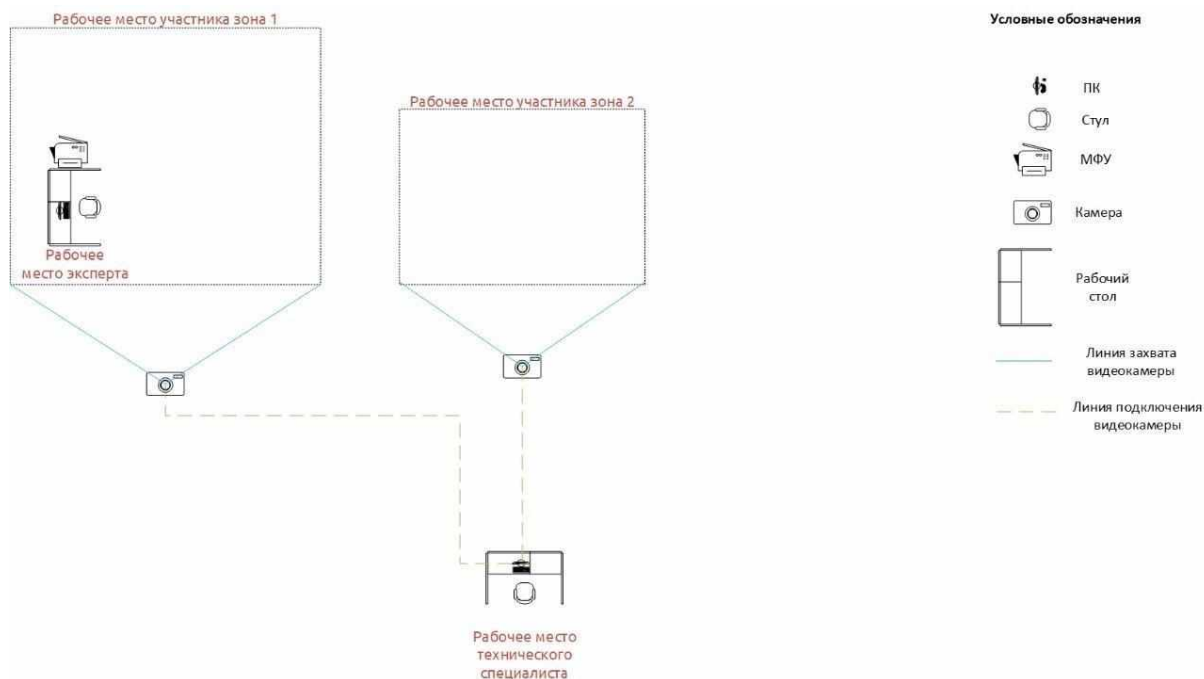 Рабочее место участника зона 1
Рабочее место участника зона 2
Рабочее
место эксперта
Рабочее место
технического
специалиста
Условные обозначения
ПК
Стул
МФУ
Камера
Рабочий
стол
Линия захвата
видеокамеры
Линия подключения
видеокамеры